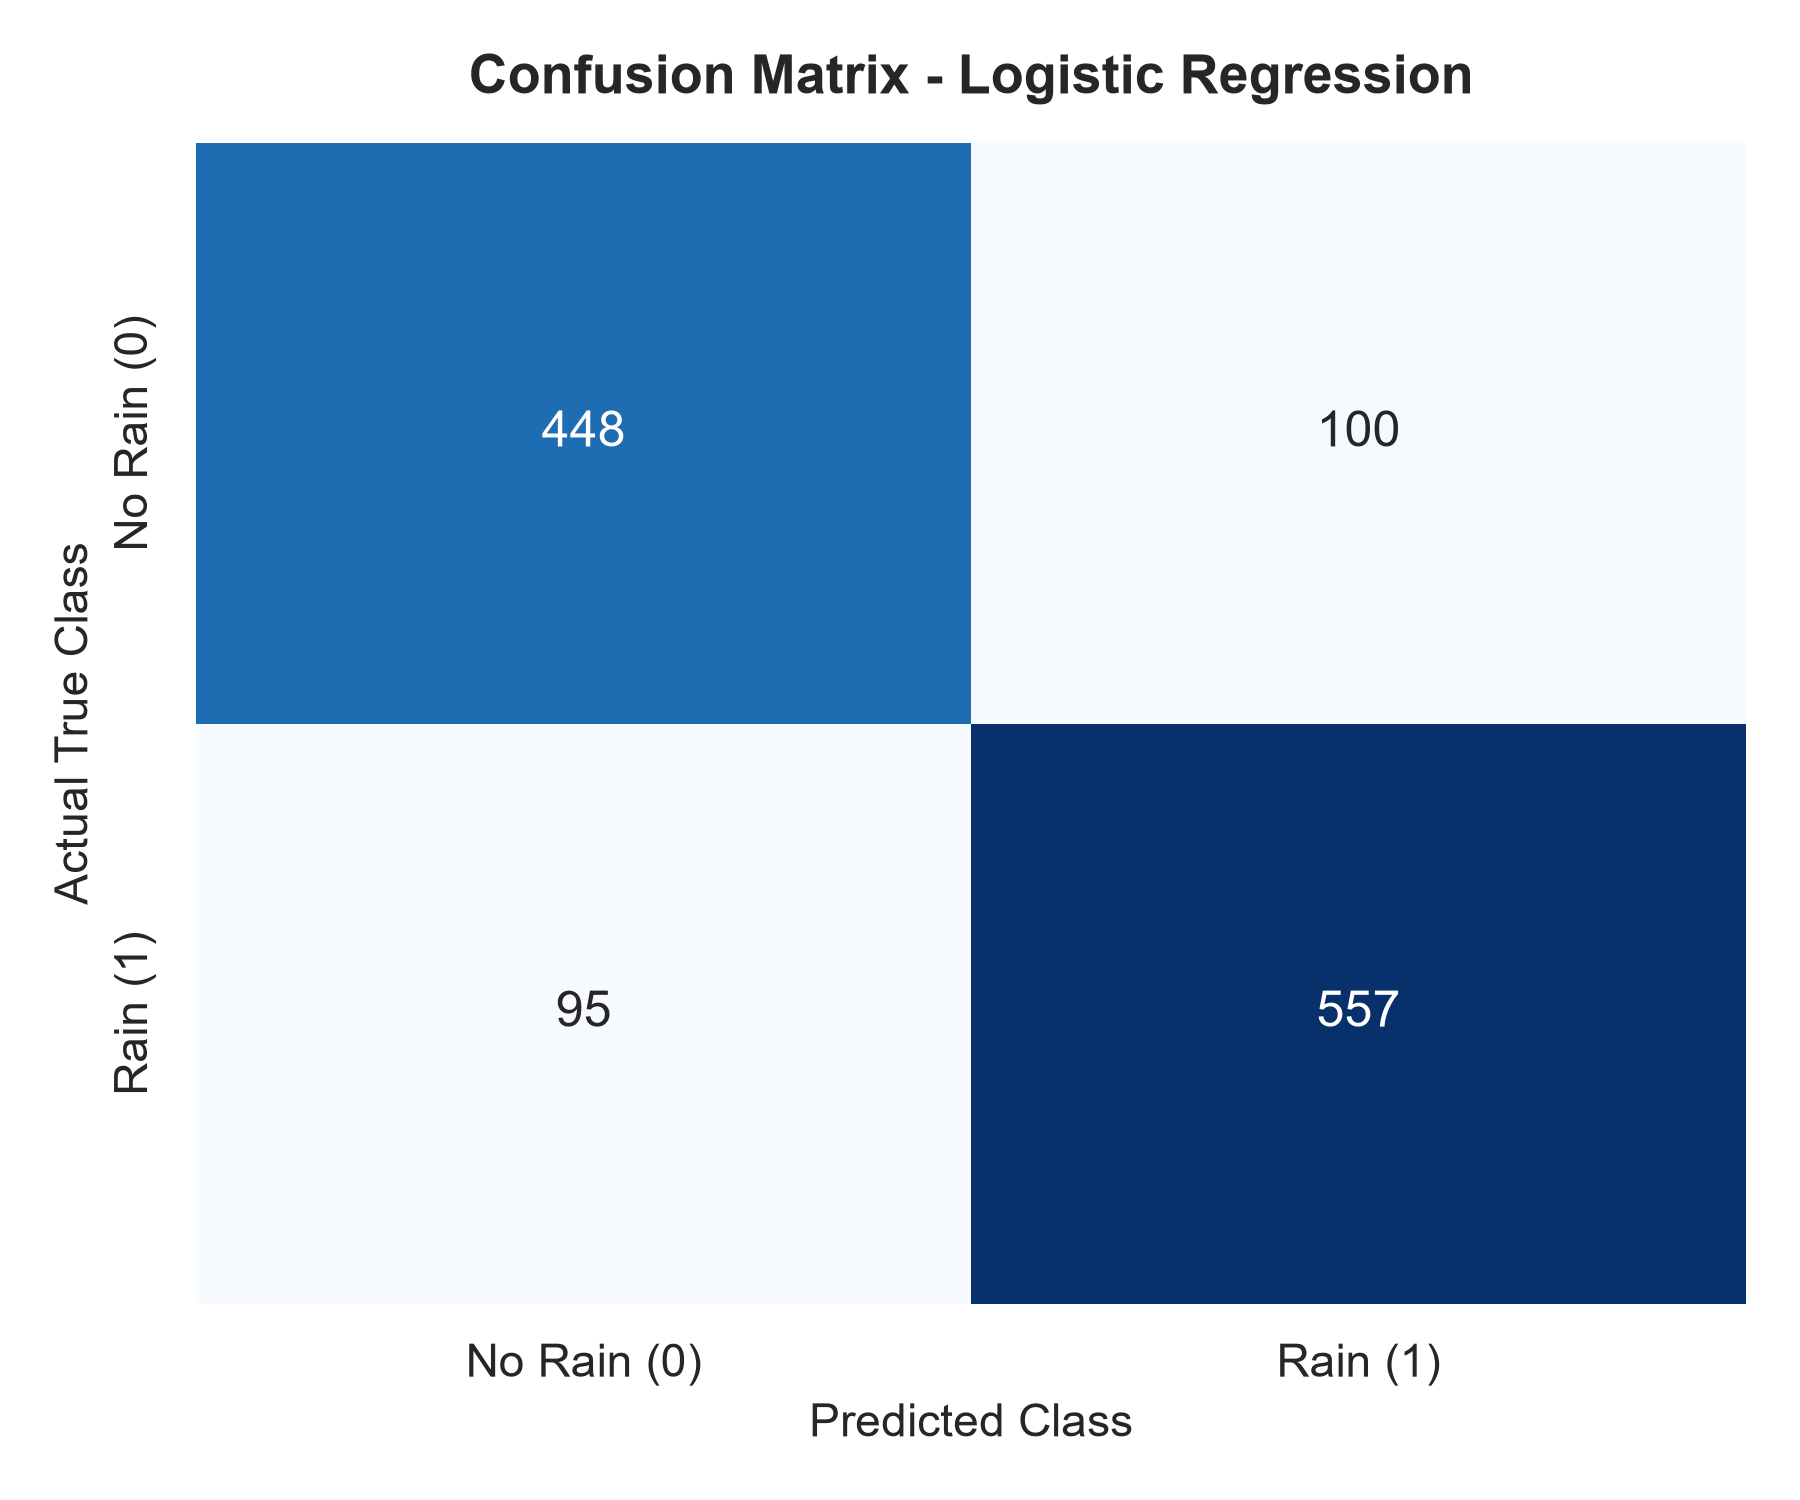 Confusion Matrix - Logistic Regression
Actual True Class
No Rain (0)
448
100
Rain (1)
95
557
No Rain (0)
Rain (1)
Predicted Class